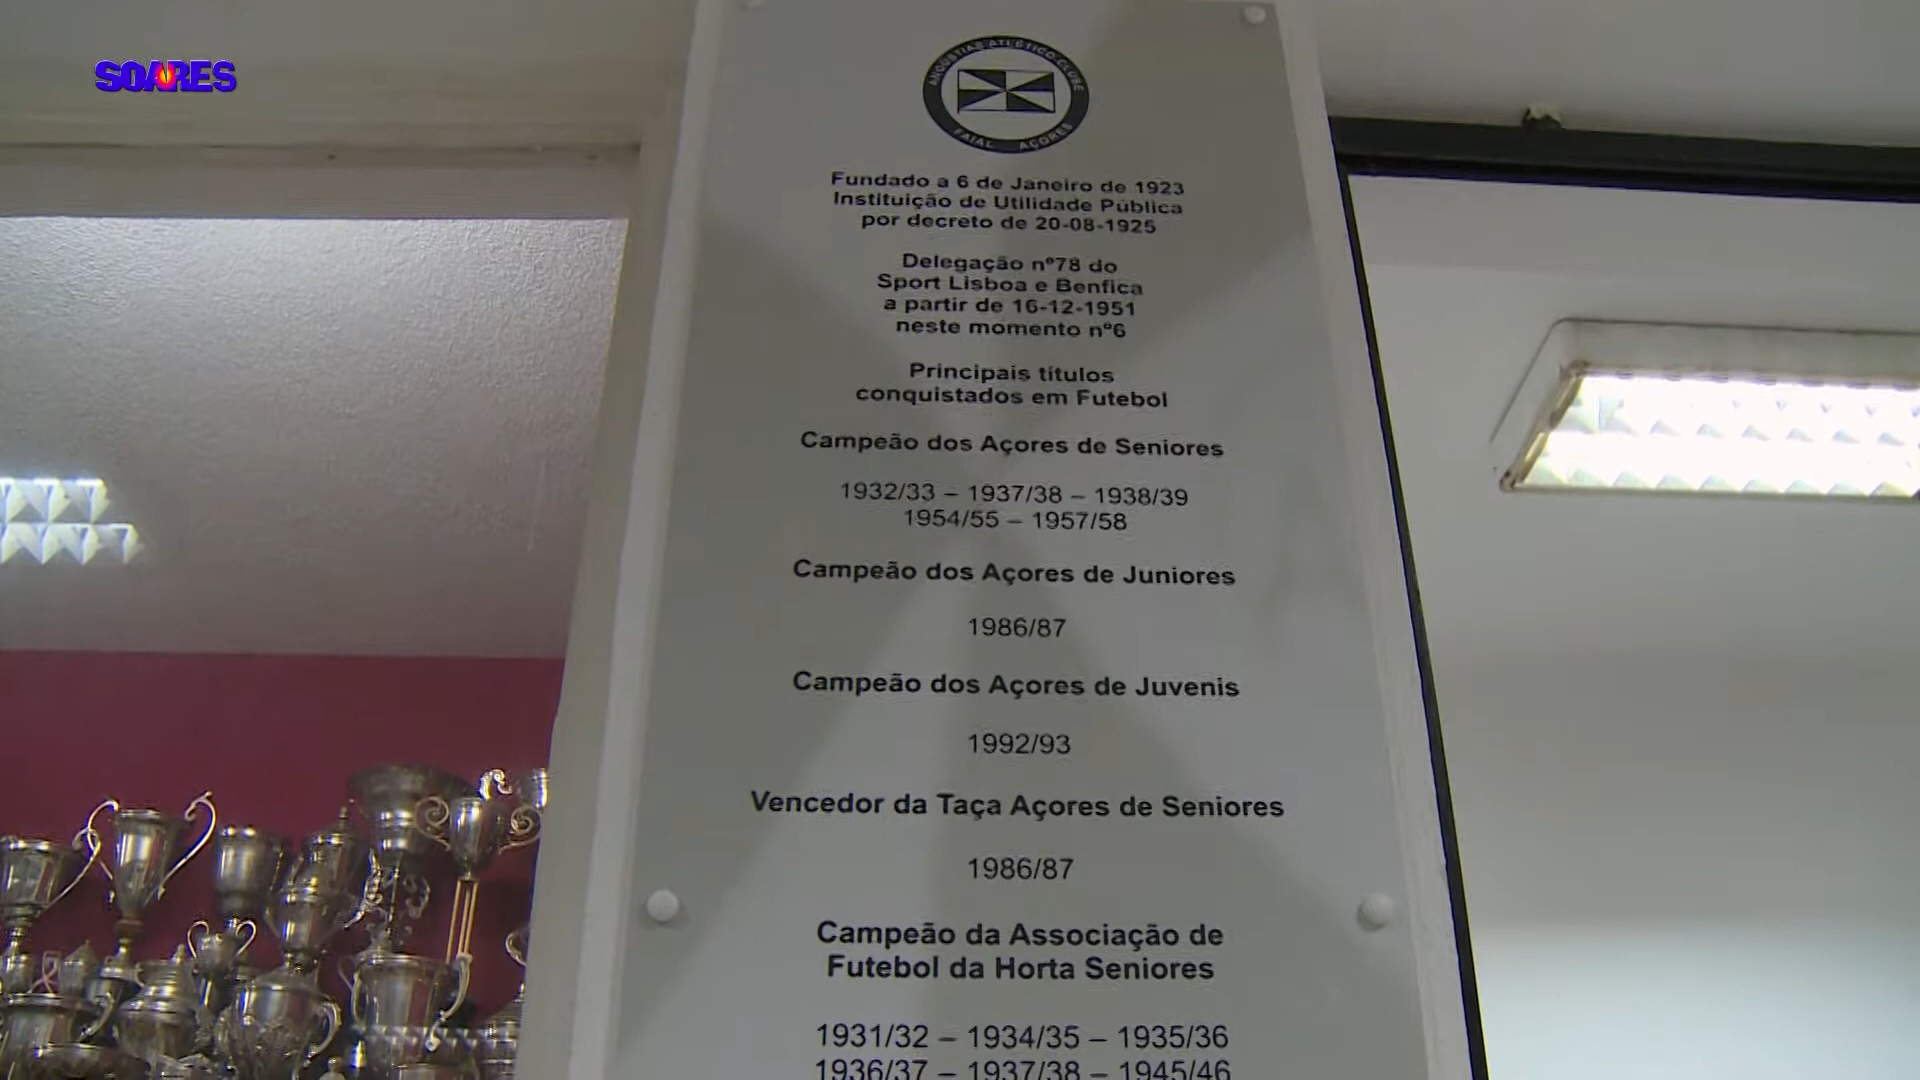 SOARES
ANGUSTIAS ATLÉTICO CLUBE
FAIAL AÇORES
Fundado a 6 de Janeiro de 1923
Instituição de Utilidade Pública
por decreto de 20-08-1925
Delegação nº78 do
Sport Lisboa e Benfica
a partir de 16-12-1951
neste momento nº6
Principais títulos
conquistados em Futebol
Campeão dos Açores de Seniores
1932/33 – 1937/38 – 1938/39
1954/55 – 1957/58
Campeão dos Açores de Juniores
1986/87
Campeão dos Açores de Juvenis
1992/93
Vencedor da Taça Açores de Seniores
1986/87
Campeão da Associação de
Futebol da Horta Seniores
1931/32 – 1934/35 – 1935/36
1936/37 – 1937/38 – 1945/46